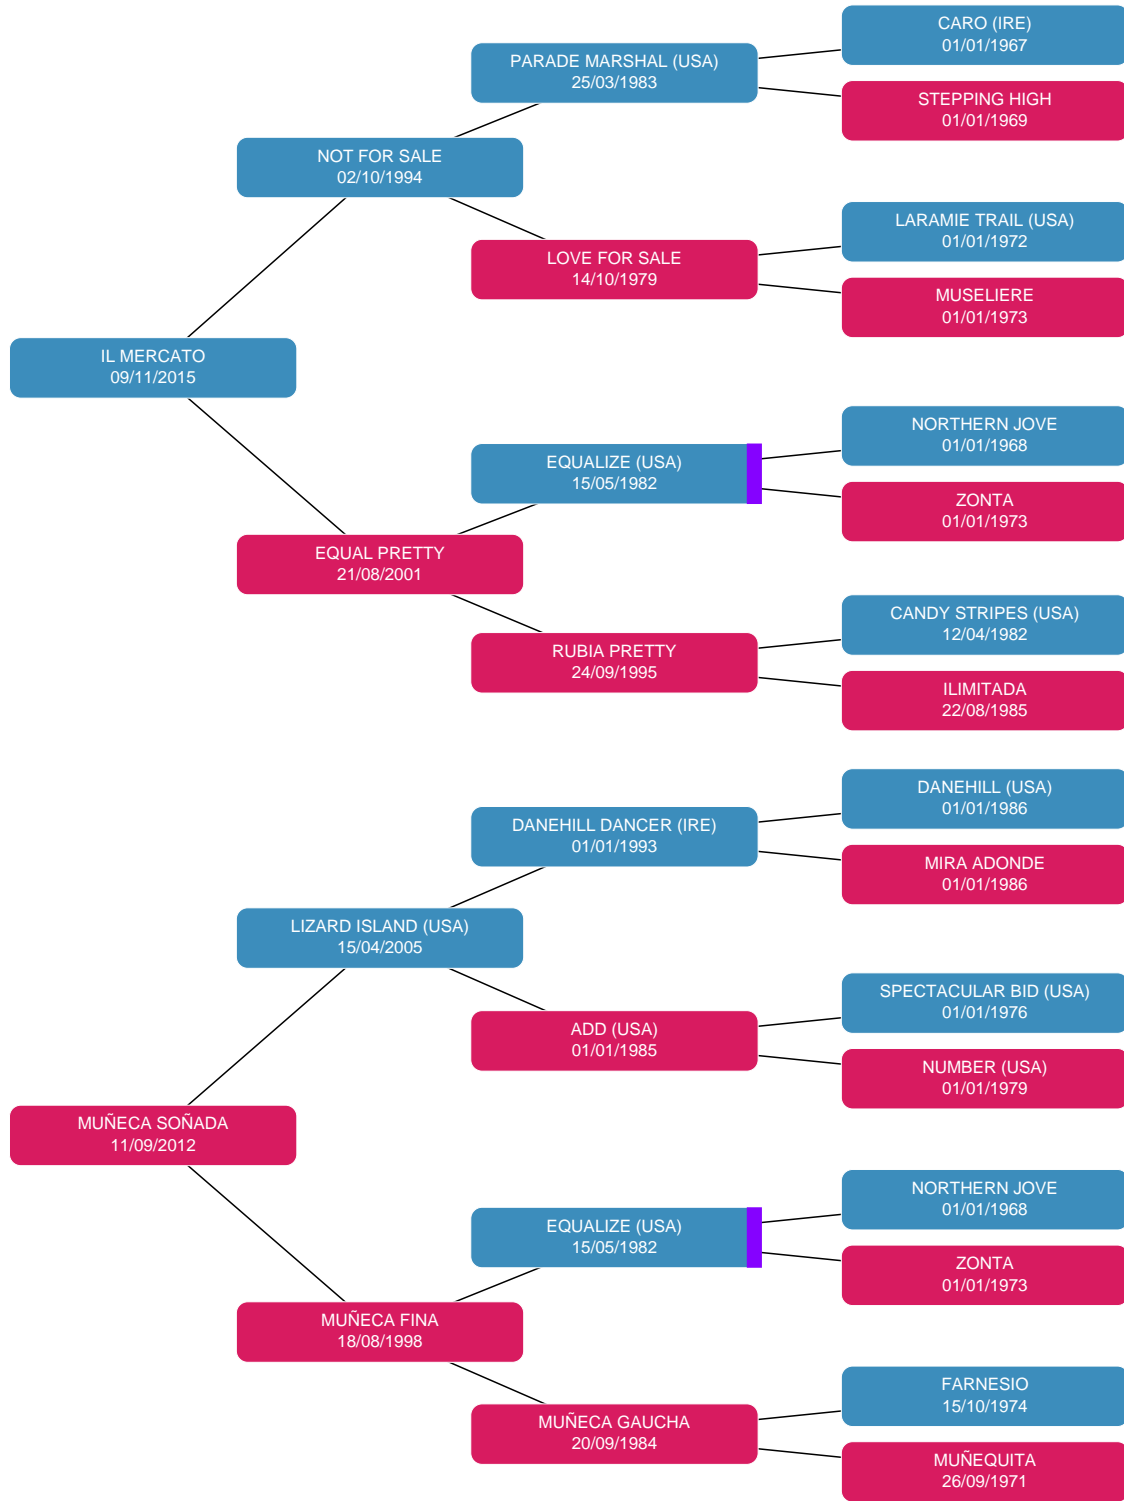 CARO (IRE)
01/01/1967
PARADE MARSHAL (USA)
25/03/1983
STEPPING HIGH
01/01/1969
NOT FOR SALE
02/10/1994
LARAMIE TRAIL (USA)
01/01/1972
LOVE FOR SALE
14/10/1979
MUSELIERE
01/01/1973
IL MERCATO
09/11/2015
NORTHERN JOVE
01/01/1968
EQUALIZE (USA)
15/05/1982
ZONTA
01/01/1973
EQUAL PRETTY
21/08/2001
CANDY STRIPES (USA)
12/04/1982
RUBIA PRETTY
24/09/1995
ILIMITADA
22/08/1985
DANEHILL (USA)
01/01/1986
DANEHILL DANCER (IRE)
01/01/1993
MIRA ADONDE
01/01/1986
LIZARD ISLAND (USA)
15/04/2005
SPECTACULAR BID (USA)
01/01/1976
ADD (USA)
01/01/1985
NUMBER (USA)
01/01/1979
MUÑECA SOÑADA
11/09/2012
NORTHERN JOVE
01/01/1968
EQUALIZE (USA)
15/05/1982
ZONTA
01/01/1973
MUÑECA FINA
18/08/1998
FARNESIO
15/10/1974
MUÑECA GAUCHA
20/09/1984
MUÑEQUITA
26/09/1971